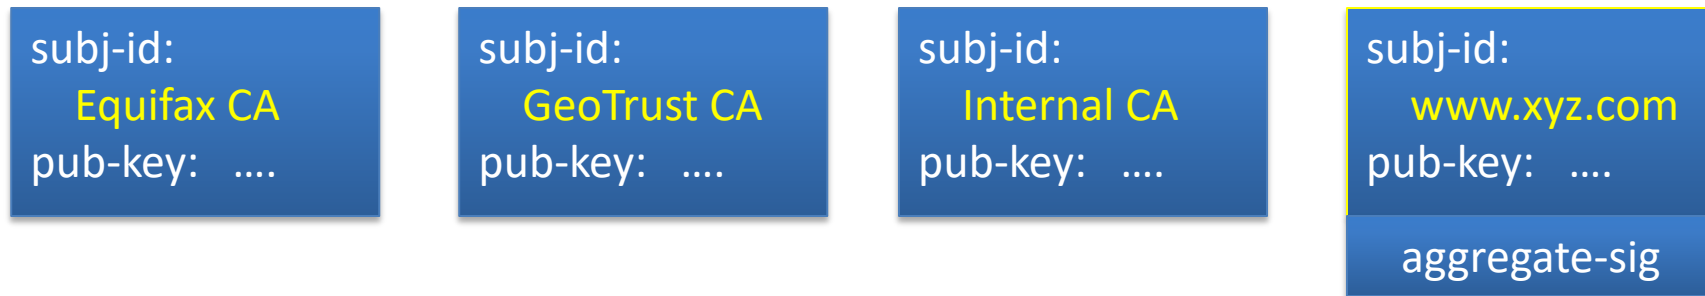 subj-id:
Equifax CA
pub-key: ....
subj-id:
GeoTrust CA
pub-key: ....
subj-id:
Internal CA
pub-key: ....
subj-id:
www.xyz.com
pub-key: ....
aggregate-sig